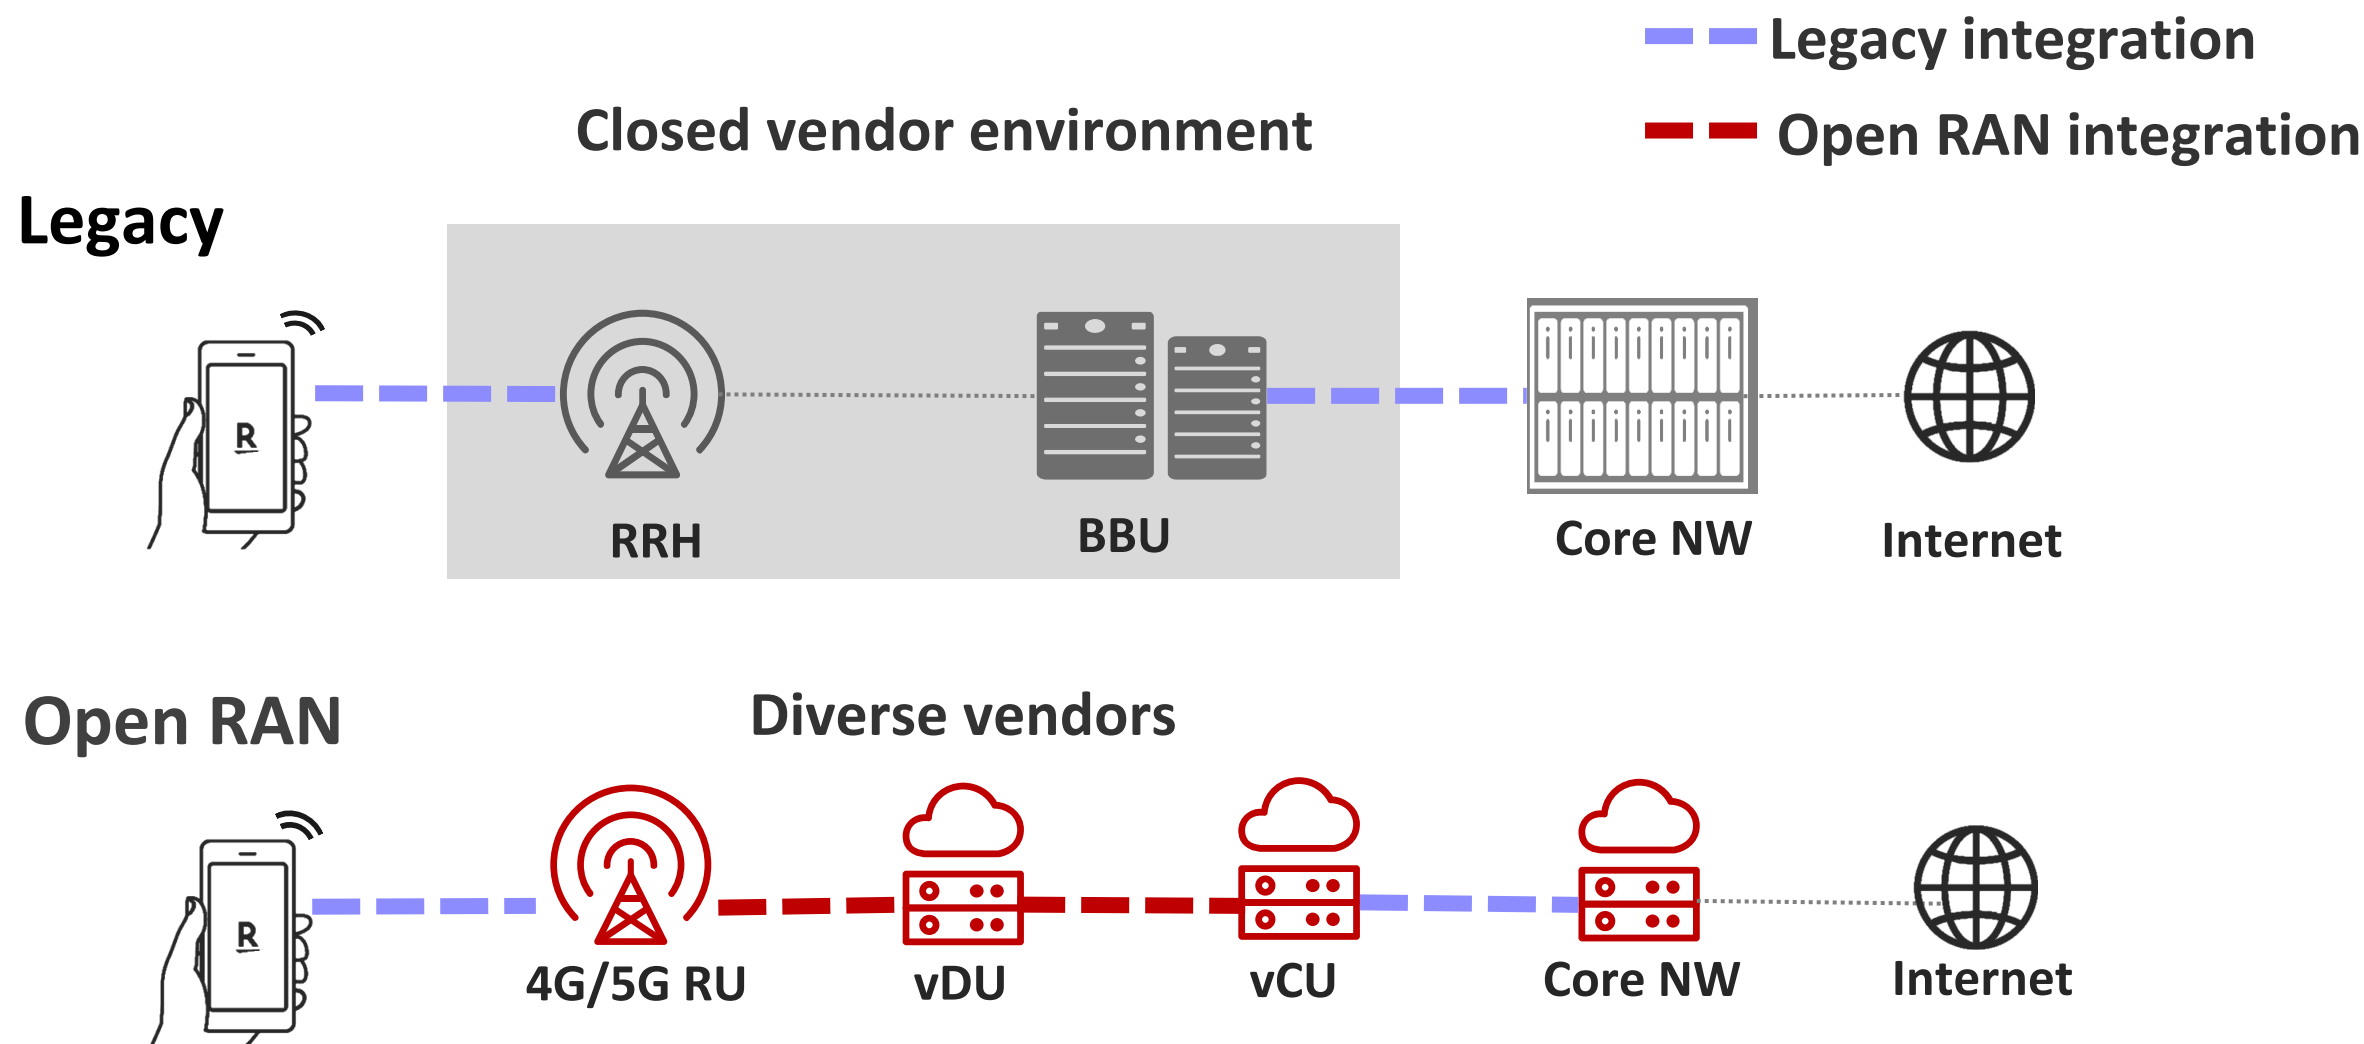 Legacy integration
Open RAN integration
Closed vendor environment
Legacy
R
RRH
BBU
Core NW
Internet
Open RAN
Diverse vendors
R
4G/5G RU
vDU
vCU
Core NW
Internet